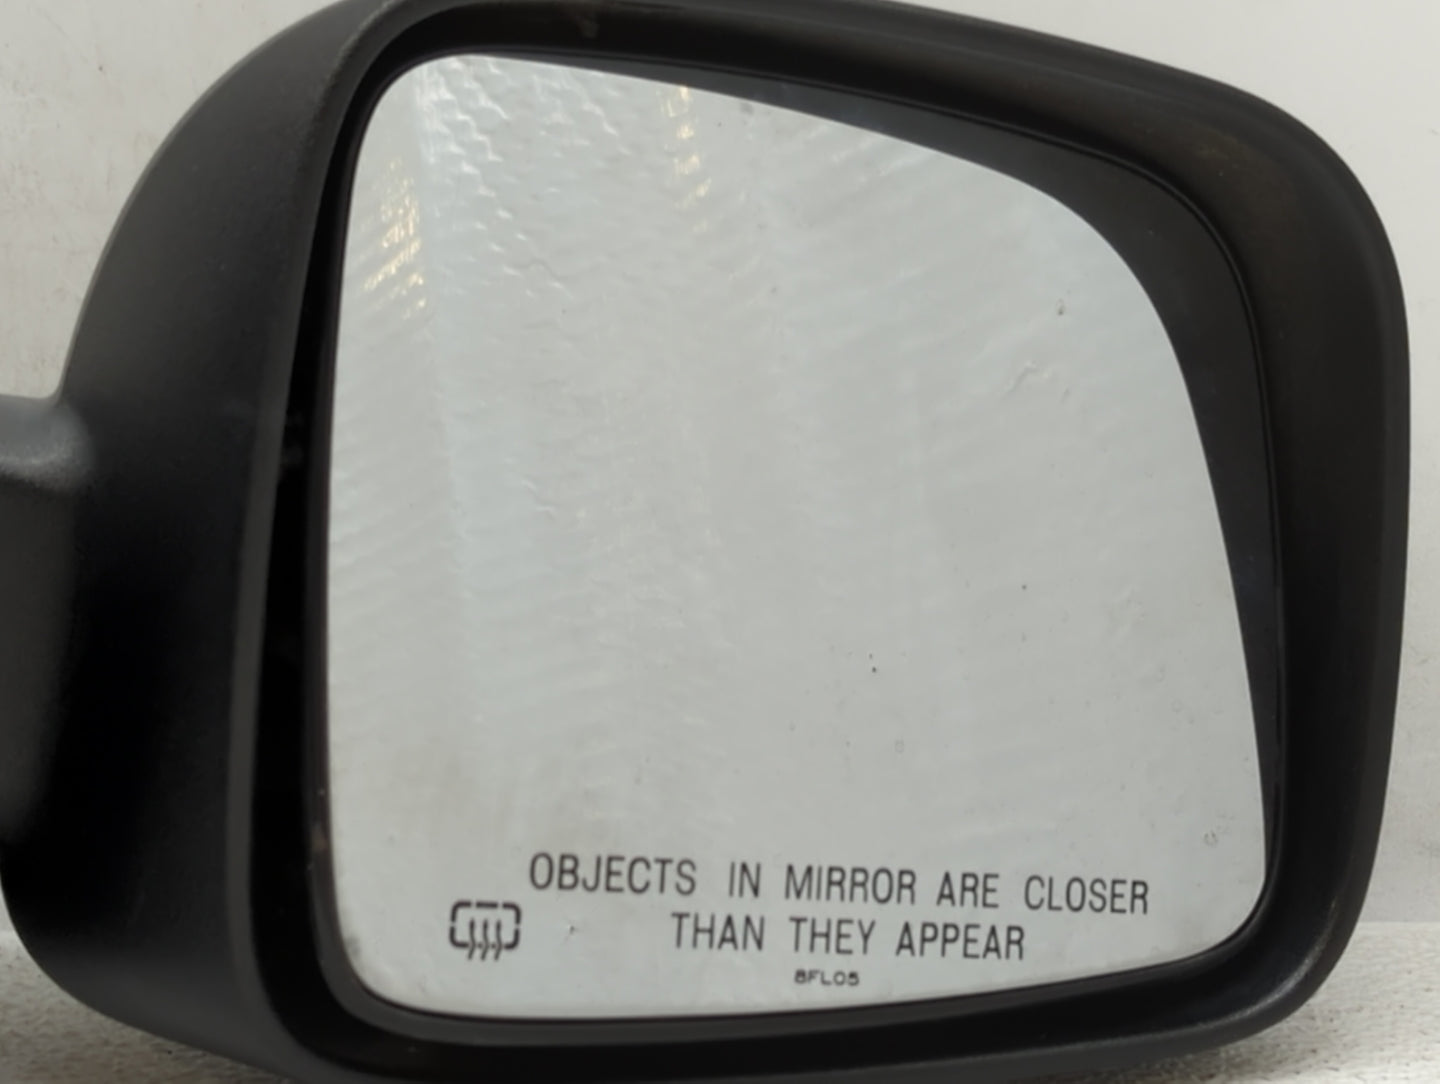 OBJECTS IN MIRROR ARE CLOSER
THAN THEY APPEAR
8FL05